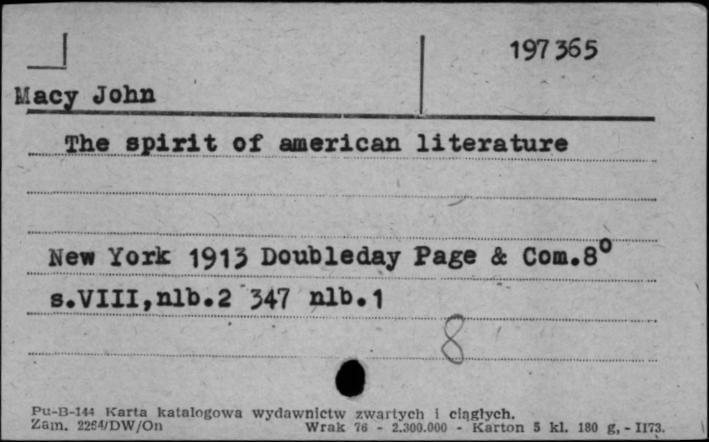 197365
Macy John
The spirit of american literature
New York 1913 Doubleday Page & Com.8°
s.VIII,nlb.2 347 nlb.1
8
Pu-B-144 Karta katalogowa wydawnictw zwartych i ciągłych.
Zam. 2264/DW/On Wrak 76 - 2.300.000 - Karton 5 kl. 180 g, - II73.